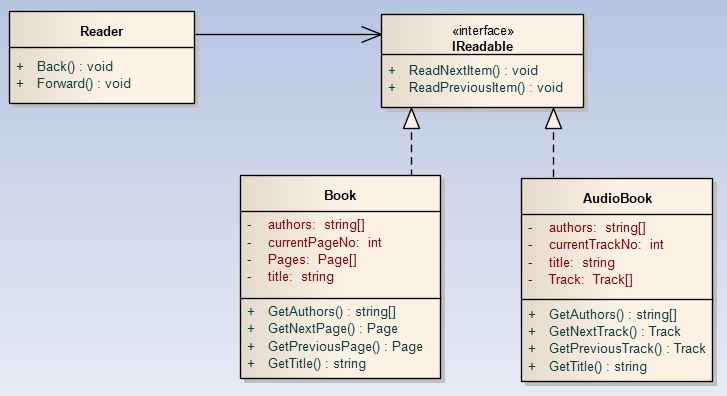 Reader
+ Back() : void
+ Forward() : void
«interface»
IReadable
+ ReadNextItem() : void
+ ReadPreviousItem() : void
Book
- authors: string[]
- currentPageNo: int
- Pages: Page[]
- title: string
+ GetAuthors() : string[]
+ GetNextPage() : Page
+ GetPreviousPage() : Page
+ GetTitle() : string
AudioBook
- authors: string[]
- currentTrackNo: int
- title: string
- Track: Track[]
+ GetAuthors() : string[]
+ GetNextTrack() : Track
+ GetPreviousTrack() : Track
+ GetTitle() : string